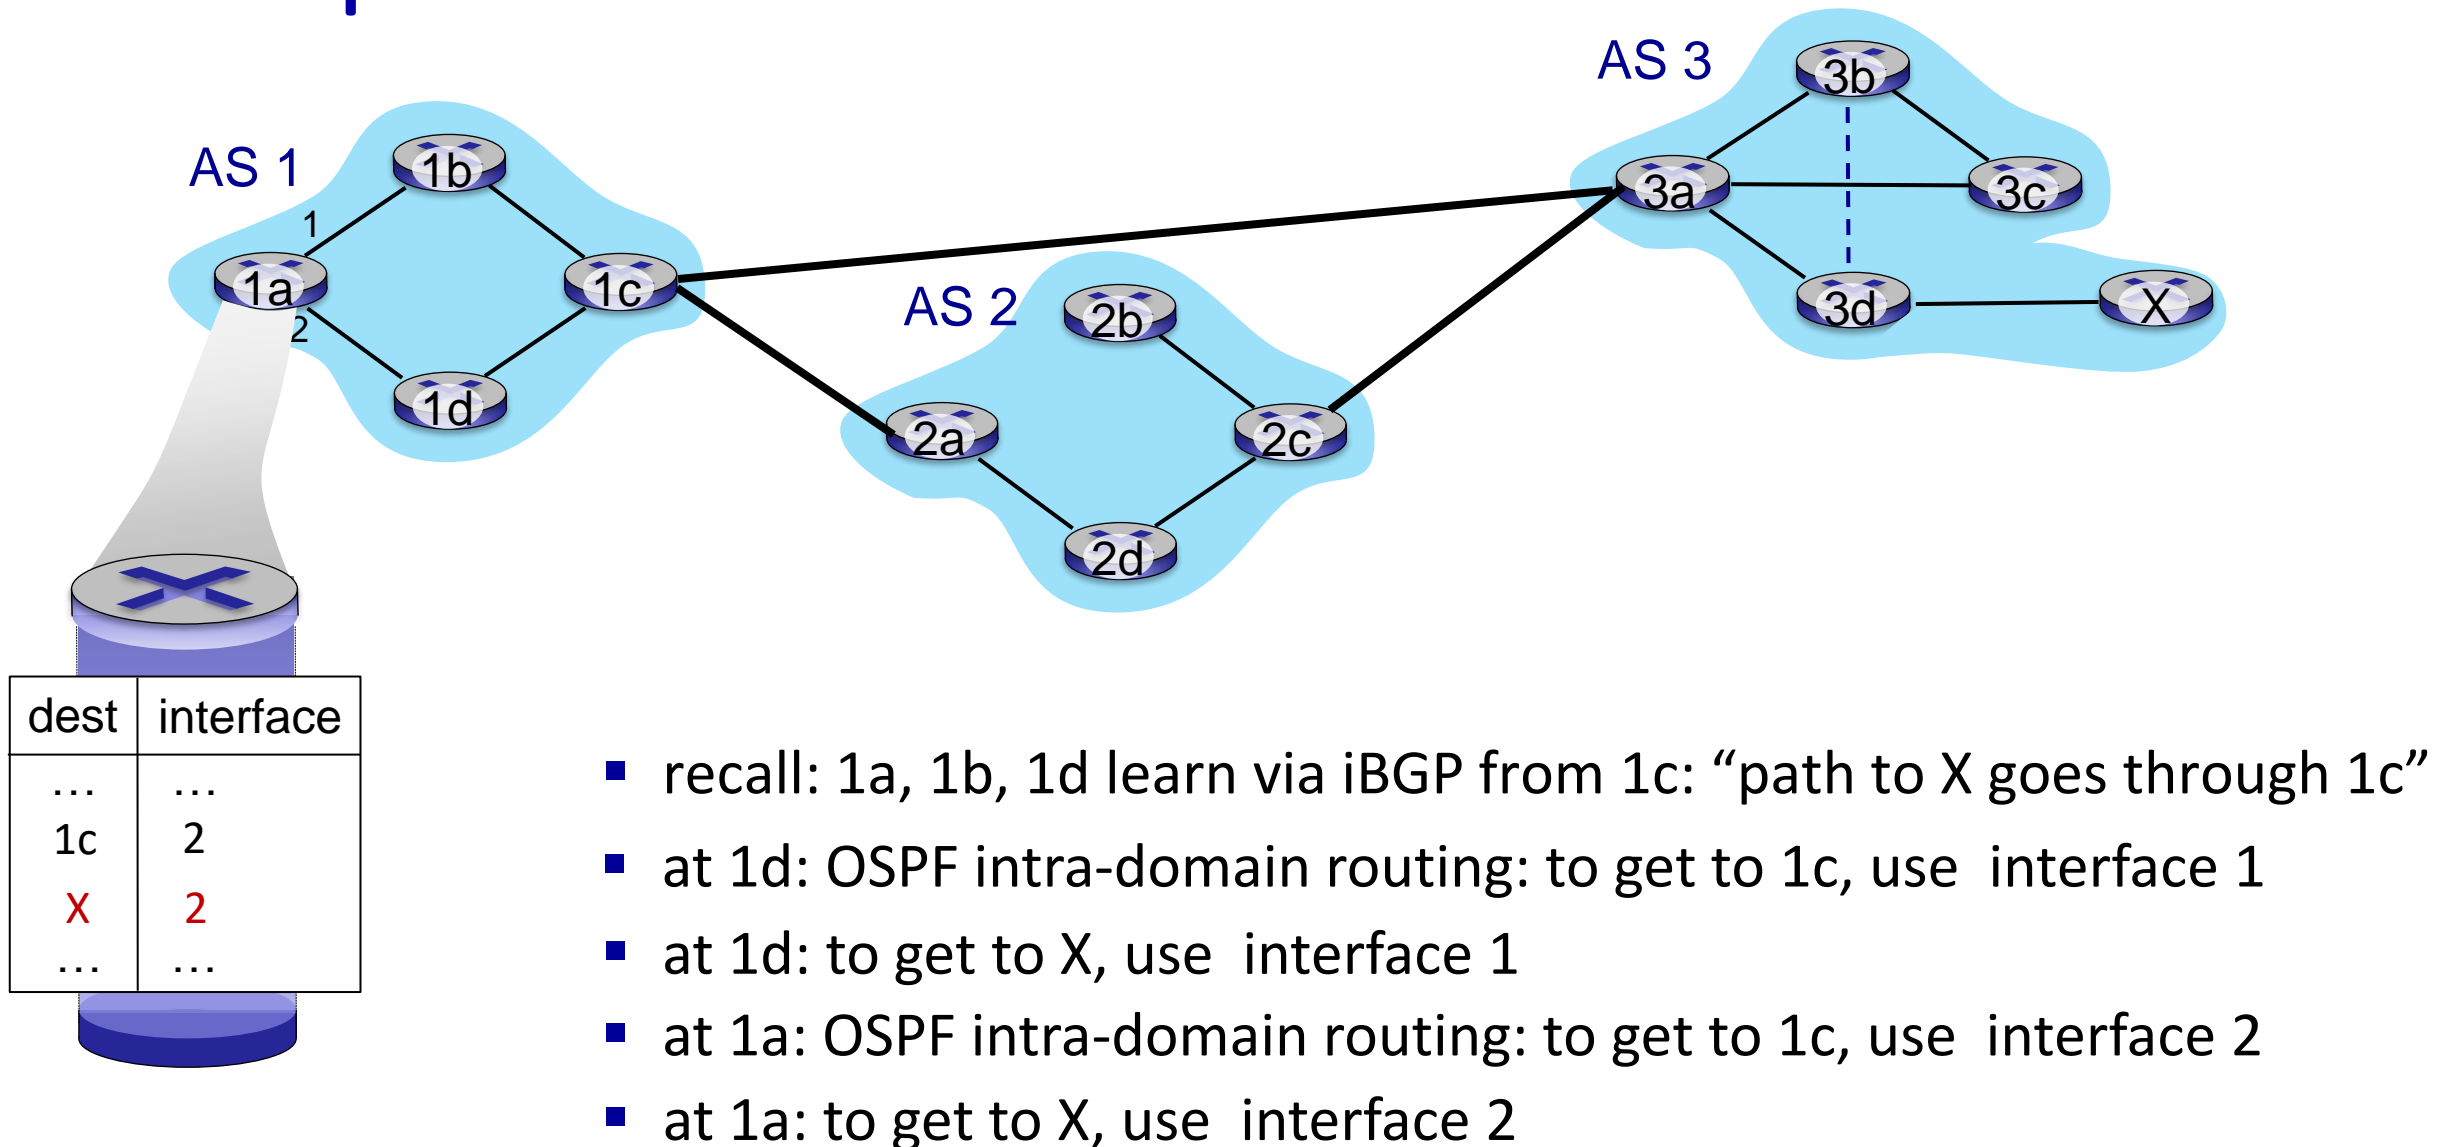 AS 3
3b
AS 1
1b
3a
3c
1
1a
1c
AS 2
2b
3d
X
2
1d
2a
2c
2d
dest interface
... ...
1c 2
X 2
... ...
▪ recall: 1a, 1b, 1d learn via iBGP from 1c: “path to X goes through 1c”
▪ at 1d: OSPF intra-domain routing: to get to 1c, use interface 1
▪ at 1d: to get to X, use interface 1
▪ at 1a: OSPF intra-domain routing: to get to 1c, use interface 2
▪ at 1a: to get to X, use interface 2